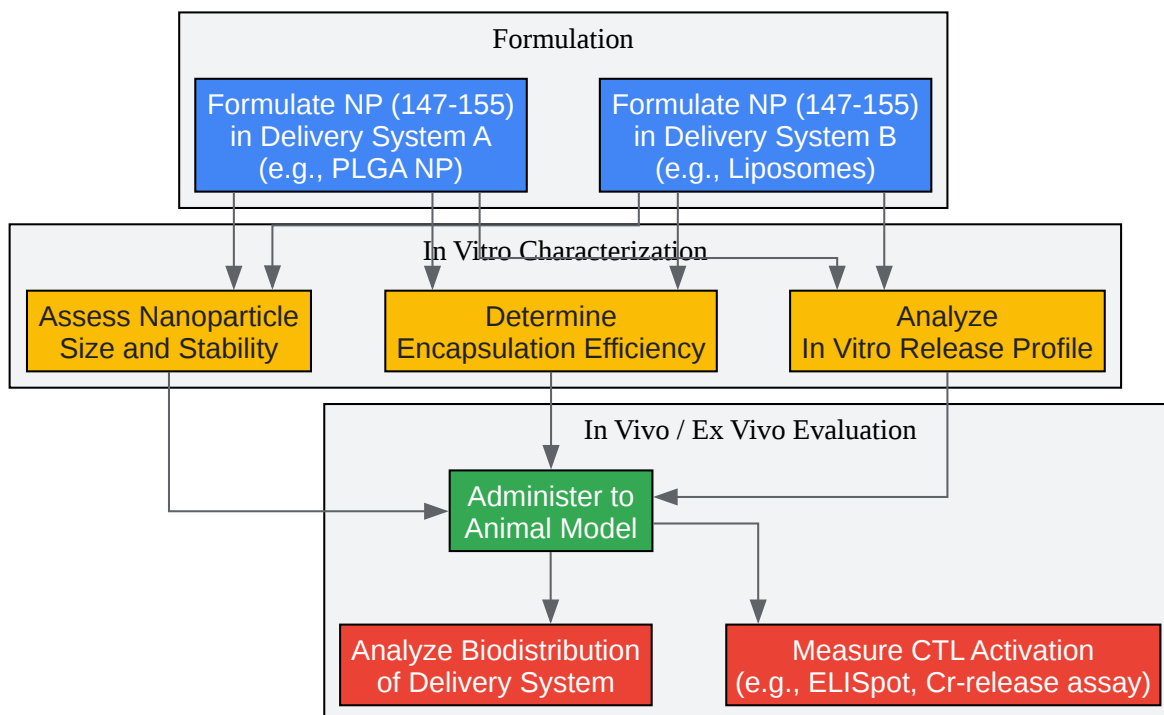 Formulation
Formulate NP (147-155)
in Delivery System A
(e.g., PLGA NP)
Formulate NP (147-155)
in Delivery System B
(e.g., Liposomes)
In Vitro Characterization
Assess Nanoparticle
Size and Stability
Determine
Encapsulation Efficiency
Analyze
In Vitro Release Profile
In Vivo / Ex Vivo Evaluation
Administer to
Animal Model
Analyze Biodistribution
of Delivery System
Measure CTL Activation
(e.g., ELISpot, Cr-release assay)